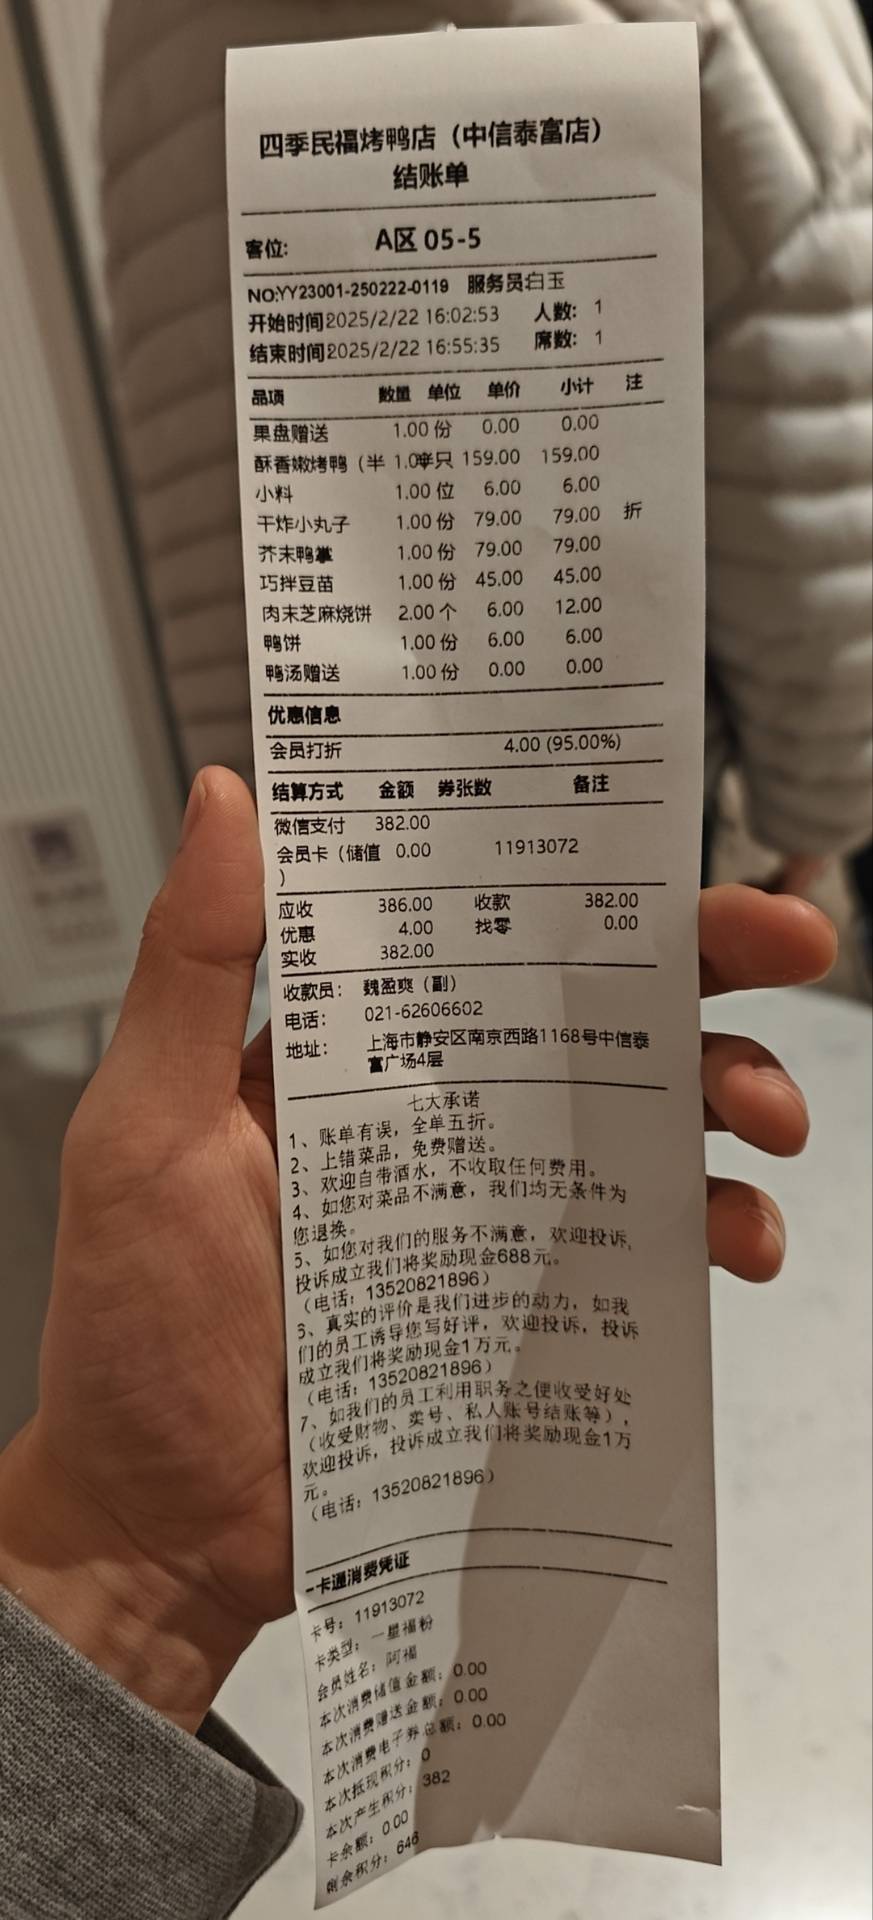 四季民福烤鸭店（中信泰富店）
结账单
客位: A区 05-5
NO:YY23001-250222-0119 服务员:白玉
开始时间2025/2/22 16:02:53 人数: 1
结束时间2025/2/22 16:55:35 席数: 1
品项 数量 单位 单价 小计 注
果盘赠送 1.00 份 0.00 0.00
酥香嫩烤鸭（半 1.0半只 159.00 159.00
小料 1.00 位 6.00 6.00
干炸小丸子 1.00 份 79.00 79.00 折
芥末鸭掌 1.00 份 79.00 79.00
巧拌豆苗 1.00 份 45.00 45.00
肉末芝麻烧饼 2.00 个 6.00 12.00
鸭饼 1.00 份 6.00 6.00
鸭汤赠送 1.00 份 0.00 0.00
优惠信息
会员打折 4.00 (95.00%)
结算方式 金额 券张数 备注
微信支付 382.00
会员卡（储值 0.00 11913072
）
应收 386.00 收款 382.00
优惠 4.00 找零 0.00
实收 382.00
收款员: 魏盈爽（副）
电话: 021-62606602
地址: 上海市静安区南京西路1168号中信泰
富广场4层
七大承诺
1、账单有误，全单五折。
2、上错菜品，免费赠送。
3、欢迎自带酒水，不收取任何费用。
4、如您对菜品不满意，我们均无条件为
您退换。
5、如您对我们的服务不满意，欢迎投诉,
投诉成立我们将奖励现金688元。
（电话：13520821896）
6、真实的评价是我们进步的动力，如我
们的员工诱导您写好评，欢迎投诉，投诉
成立我们将奖励现金1万元。
（电话：13520821896）
7、如我们的员工利用职务之便收受好处
（收受财物、卖号、私人账号结账等），
欢迎投诉，投诉成立我们将奖励现金1万
元。
（电话：13520821896）
一卡通消费凭证
卡号：11913072
卡类型：一星福粉
会员姓名：阿福
本次消费储值金额：0.00
本次消费赠送金额：0.00
本次消费电子券总额：0.00
本次抵现积分：0
本次产生积分：382
卡余额：0.00
剩余积分：646